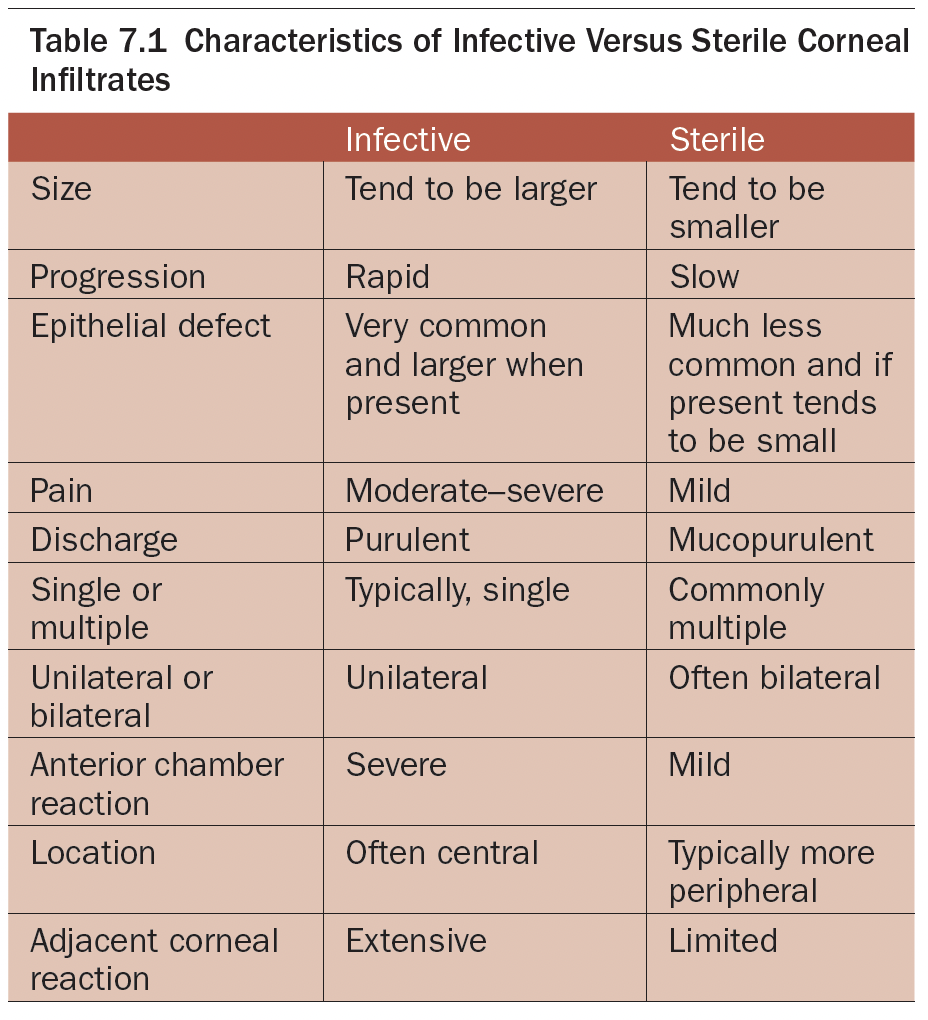 Table 7.1 Characteristics of Infective Versus Sterile Corneal
Infiltrates
Infective Sterile
Size Tend to be larger Tend to be
smaller
Progression Rapid Slow
Epithelial defect Very common Much less
and larger when common and if
present present tends
to be small
Pain Moderate–severe Mild
Discharge Purulent Mucopurulent
Single or Typically, single Commonly
multiple multiple
Unilateral or Unilateral Often bilateral
bilateral
Anterior chamber Severe Mild
reaction
Location Often central Typically more
peripheral
Adjacent corneal Extensive Limited
reaction